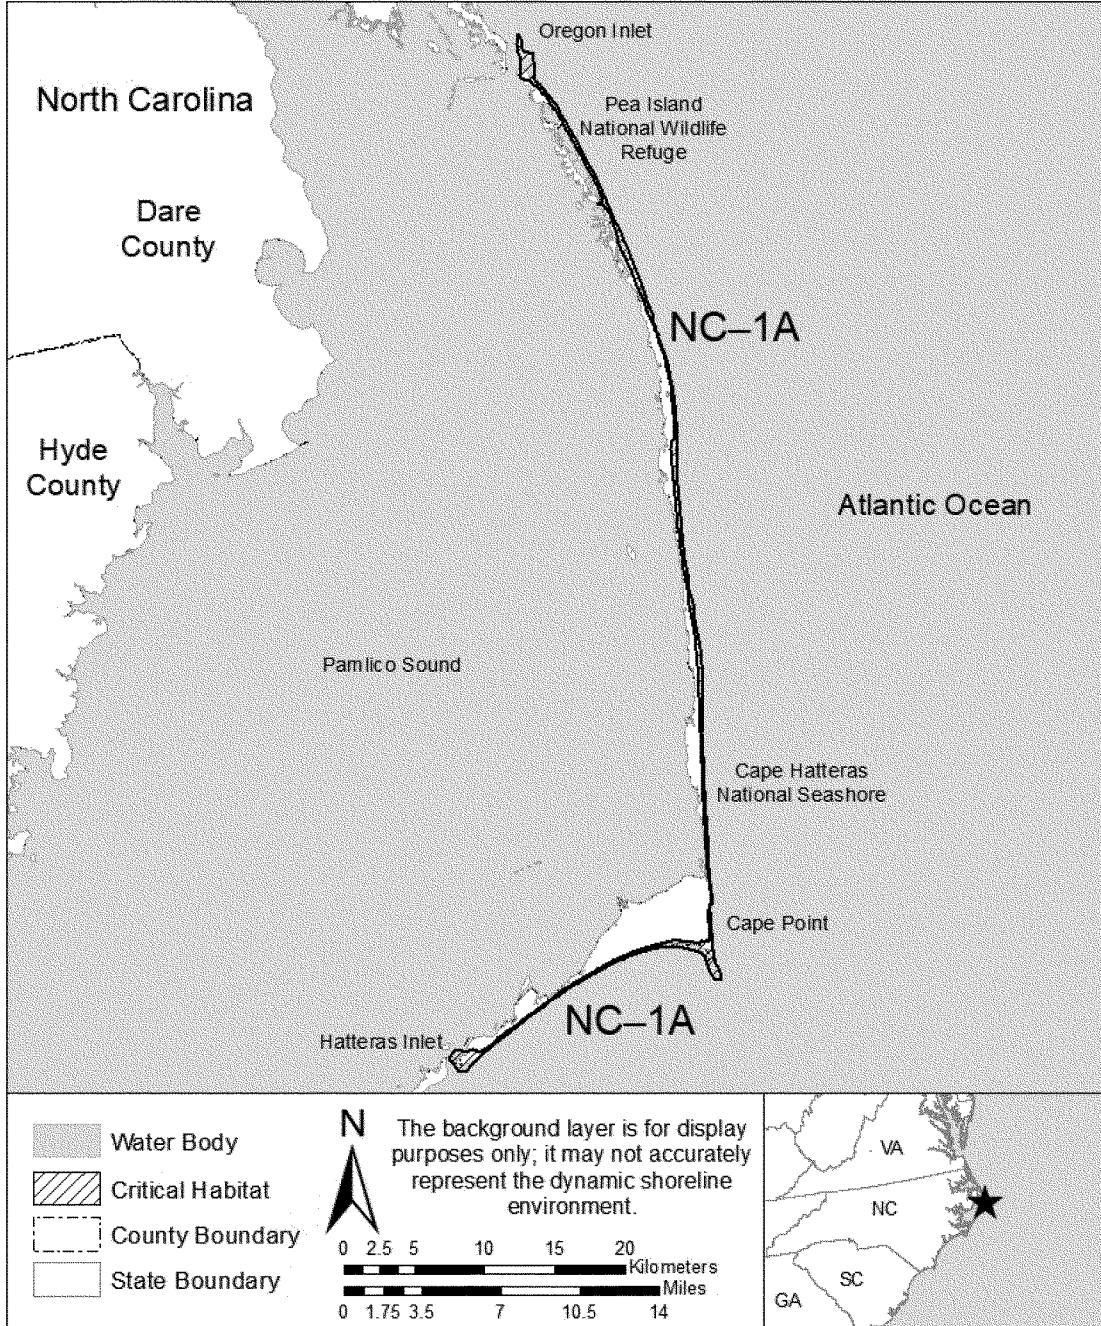 Oregon Inlet
North Carolina
Pea Island
National Wildlife
Refuge
Dare
County
NC–1A
Hyde
County
Atlantic Ocean
Pamlico Sound
Cape Hatteras
National Seashore
Cape Point
NC–1A
Hatteras Inlet
Water Body
Critical Habitat
County Boundary
State Boundary
N
The background layer is for display
purposes only; it may not accurately
represent the dynamic shoreline
environment.
0 2.5 5 10 15 20
Kilometers
Miles
0 1.75 3.5 7 10.5 14
VA
NC
SC
GA